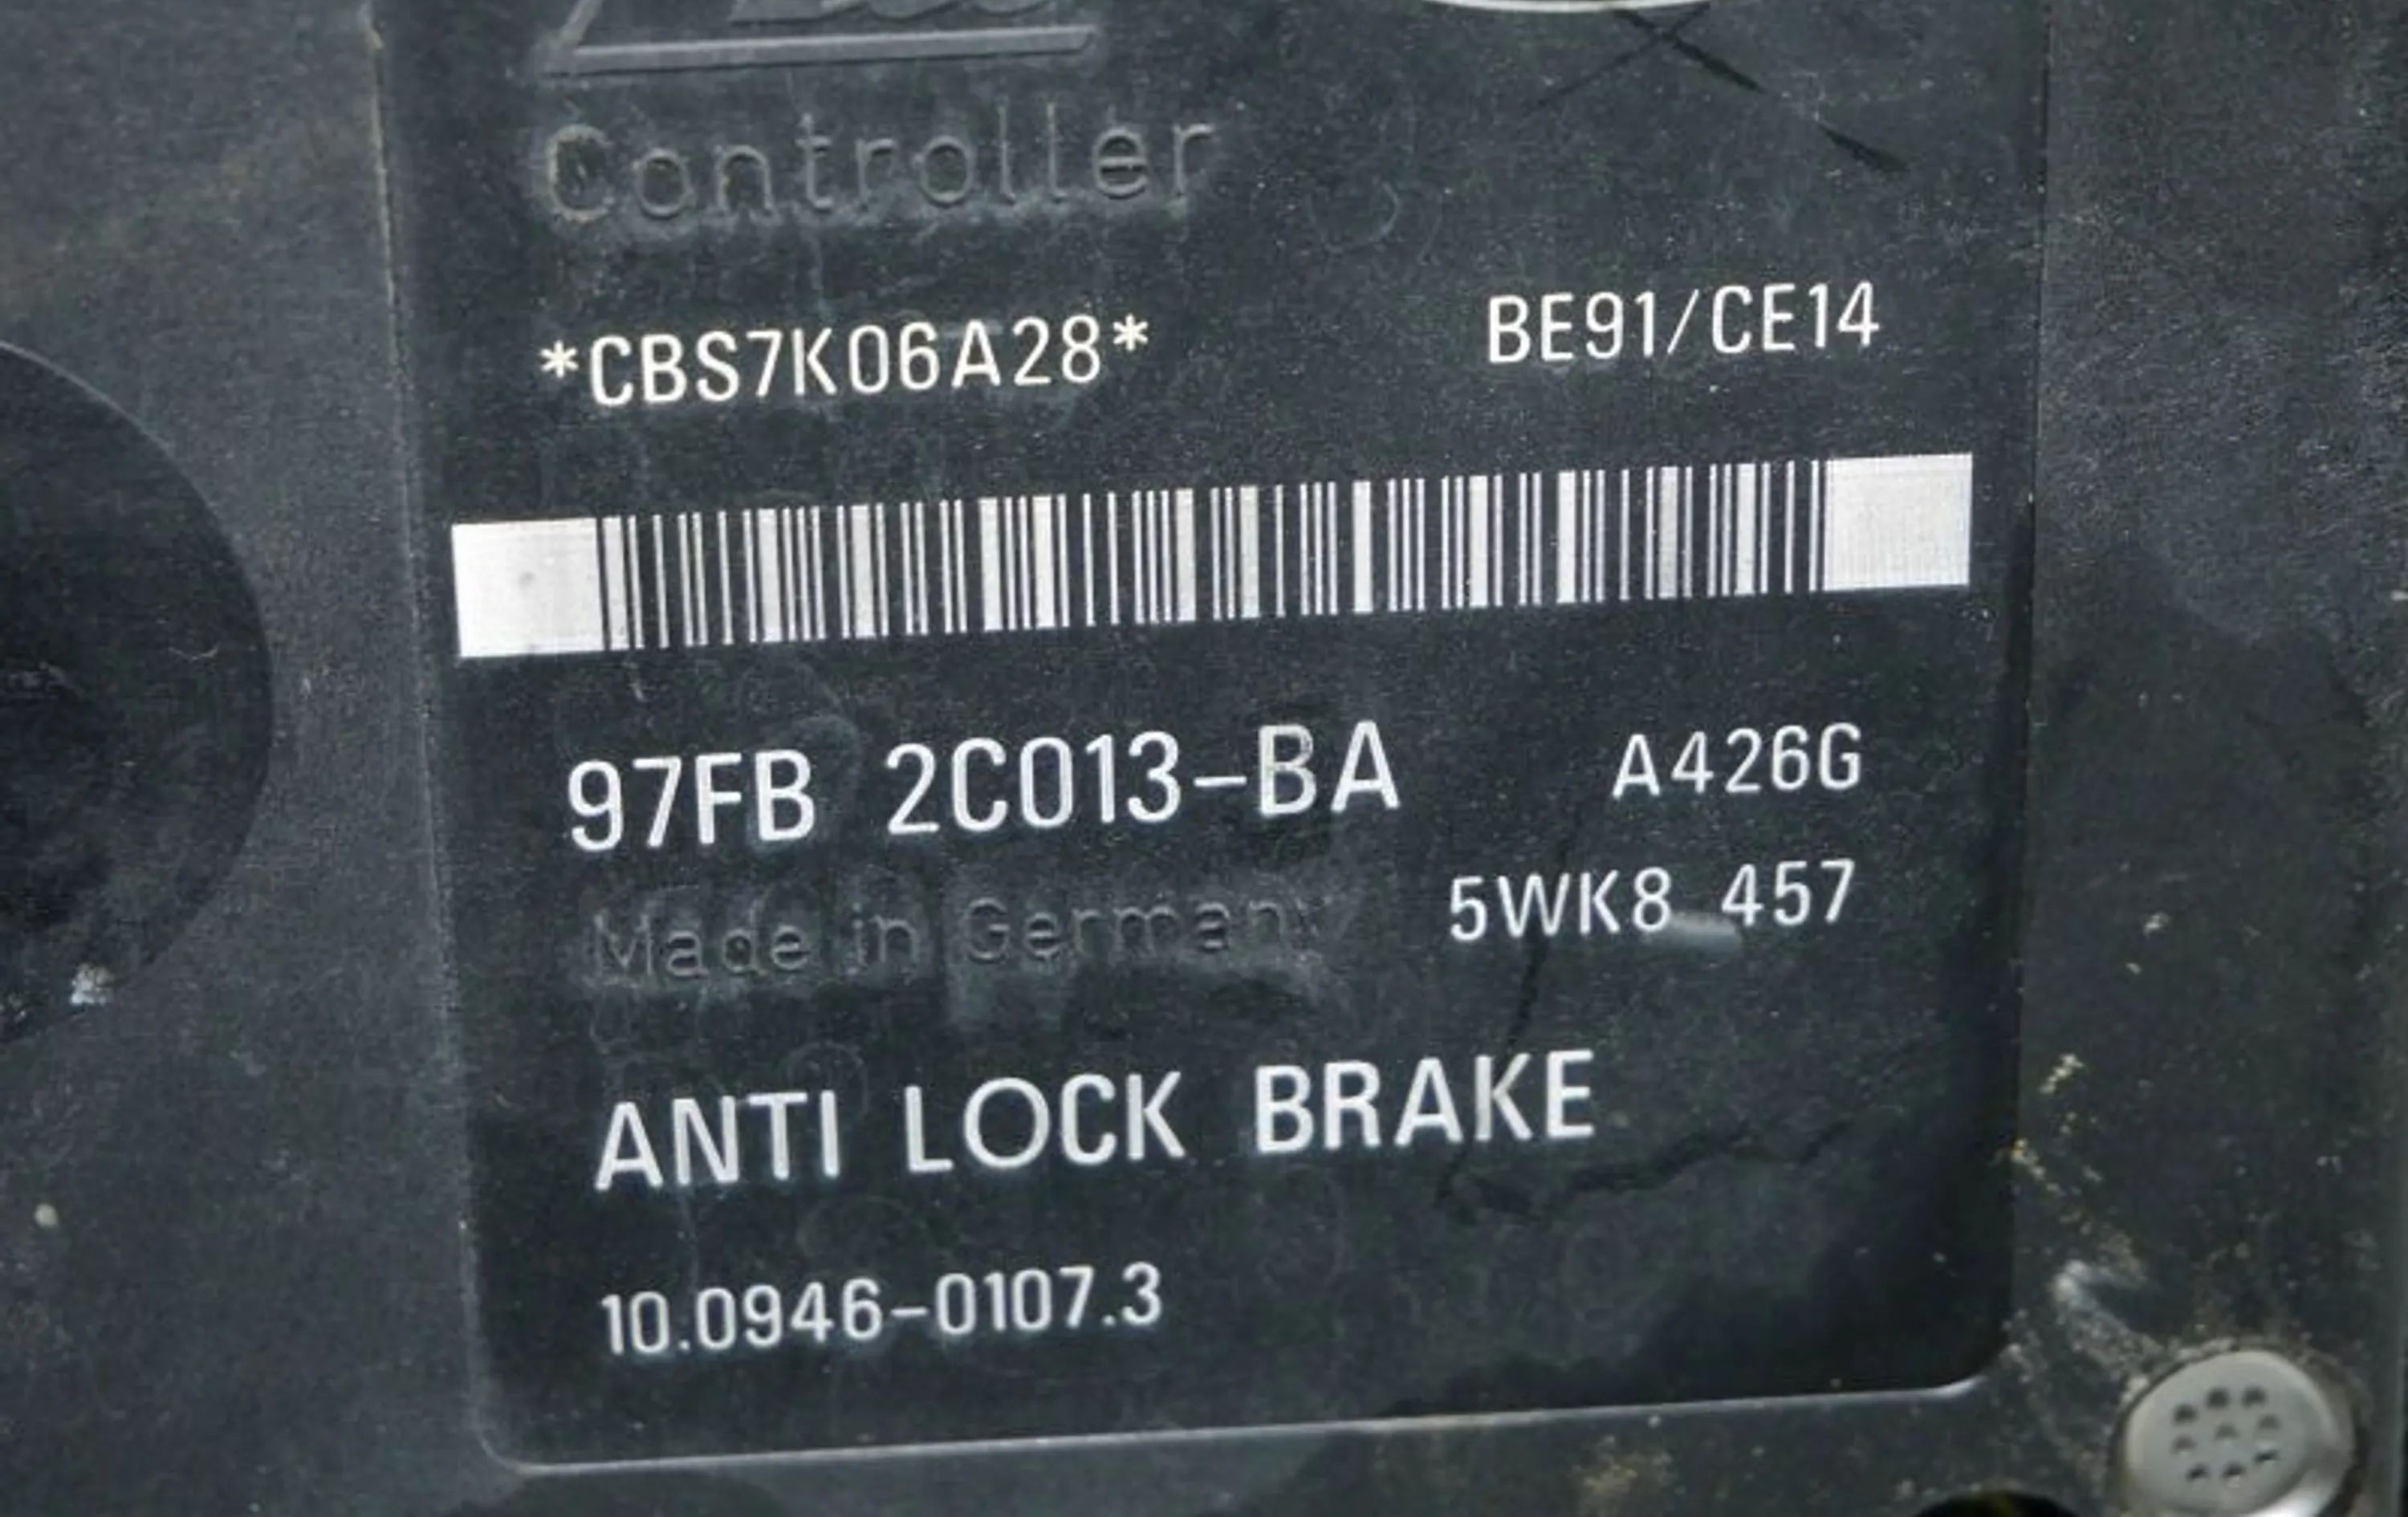 Controller
*CBS7K06A28* BE91/CE14
97FB 2C013-BA A426G
Made in Germany 5WK8 457
ANTI LOCK BRAKE
10.0946-0107.3